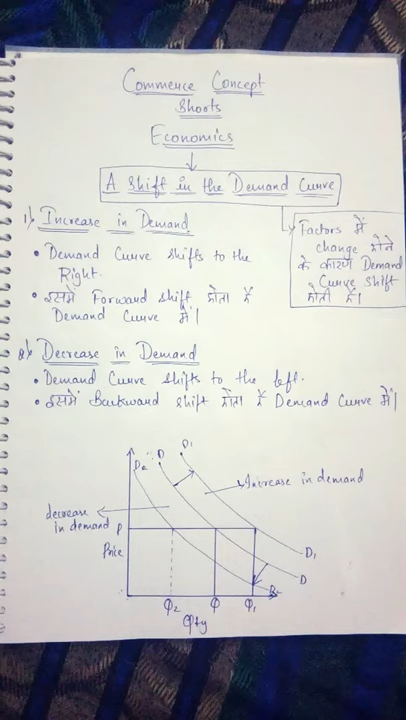 Commerce Concept
Shorts
Economics
A Shift in the Demand Curve
1) Increase in Demand
• Demand Curve shifts to the
Right.
• इसमें Forward shift होता है
Demand Curve में।
Factors में
change होने
के कारण Demand
Curve shift
होती है।
2) Decrease in Demand
• Demand Curve shifts to the left.
• इसमें Backward shift होता है Demand Curve में।
D2
D
D1
Increase in demand
decrease
in demand
P
Price
D1
D
D2
Q2
Q
Q1
Qty